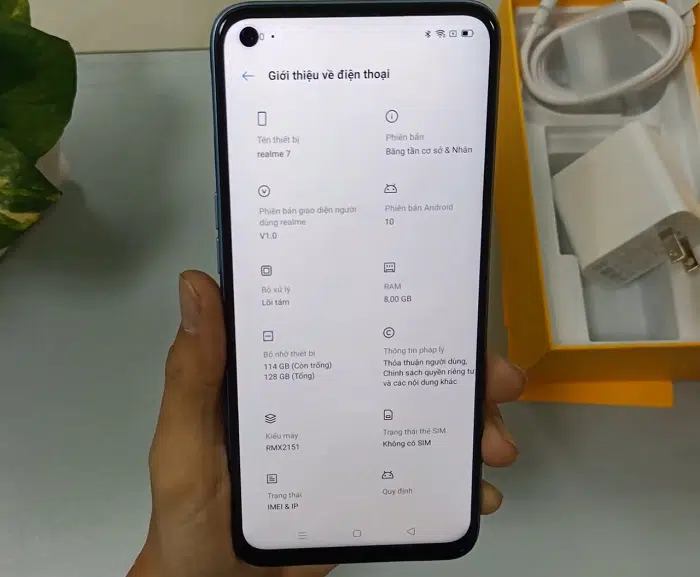 Giới thiệu về điện thoại
Tên thiết bị
realme 7
Phiên bản
Băng tần cơ sở & Nhân
Phiên bản giao diện người
dùng realme
V1.0
Phiên bản Android
10
Bộ xử lý
Lõi tám
RAM
8,00 GB
Bộ nhớ thiết bị
114 GB (Còn trống)
128 GB (Tổng)
Thông tin pháp lý
Thỏa thuận người dùng,
Chính sách quyền riêng tư
và các nội dung khác
Kiểu máy
RMX2151
Trạng thái thẻ SIM
Không có SIM
Trạng thái
IMEI & IP
Quy định